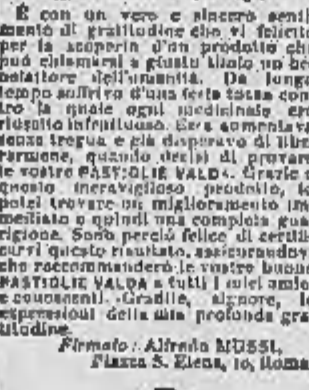 È con un vero e sincero senti
mento di gratitudine che vi felicito
per la scoperta d'un prodotto che
può chiamarsi a giusto titolo un be
nefattore dell'umanità. Da lungo
tempo soffrivo d'una forte tosse con
tro la quale ogni medicinale era
riuscito infruttuoso. Essa aumentava
senza tregua e già disperavo di libe
rarmene, quando decisi di provare
le vostre PASTIGLIE VALDA. Grazie a
questo meraviglioso prodotto, io
potei trovare un miglioramento im
mediato e quindi una completa gua
rigione. Sono perciò felice di certifi
carvi questo risultato, assicurandovi
che raccommanderò le vostre buone
PASTIGLIE VALDA a tutti i miei amici
e conoscenti. Gradite, signore, le
espressioni della mia profonda gra
titudine.
Firmato: Alfredo MUSSI,
Piazza S. Elena, 10, Roma